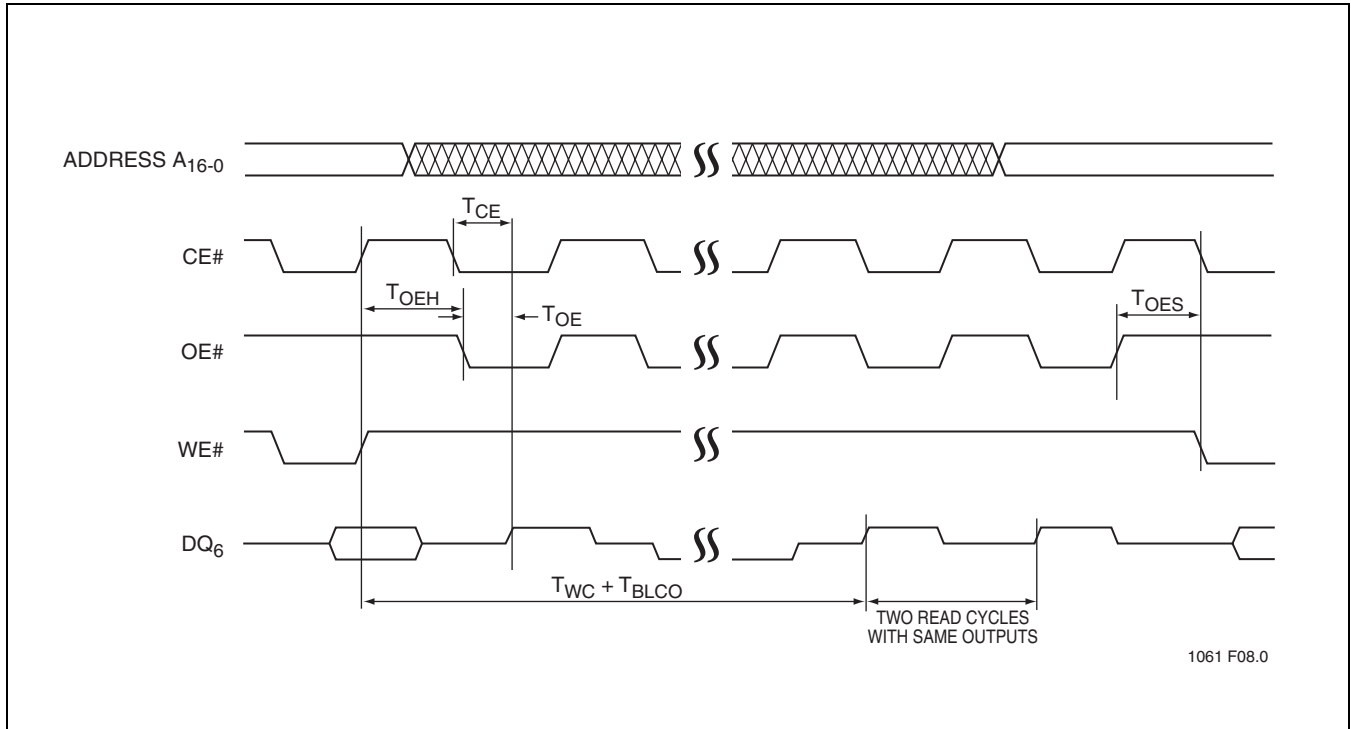 ADDRESS A16-0
TCE
CE#
TOEH
TOE
TOES
OE#
WE#
DQ6
TWC + TBLCO
TWO READ CYCLES
WITH SAME OUTPUTS
1061 F08.0